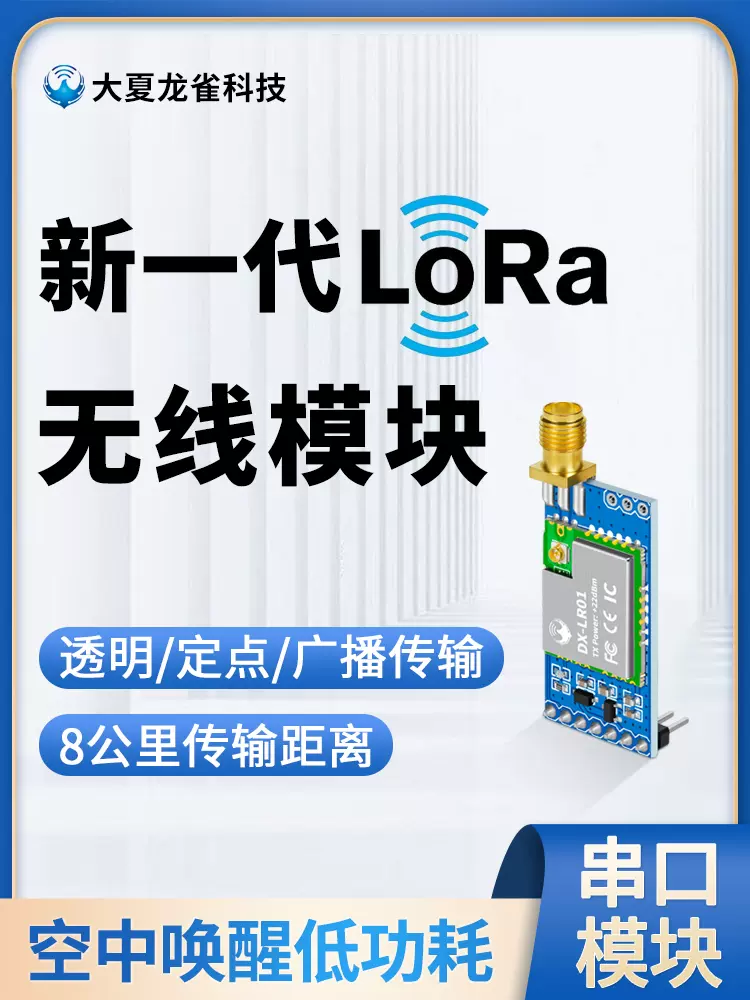 大夏龙雀科技
新一代LoRa
无线模块
DX-LR01
TX Power: +22dBm
FC CE IC
透明/定点/广播传输
8公里传输距离
串口
模块
空中唤醒低功耗